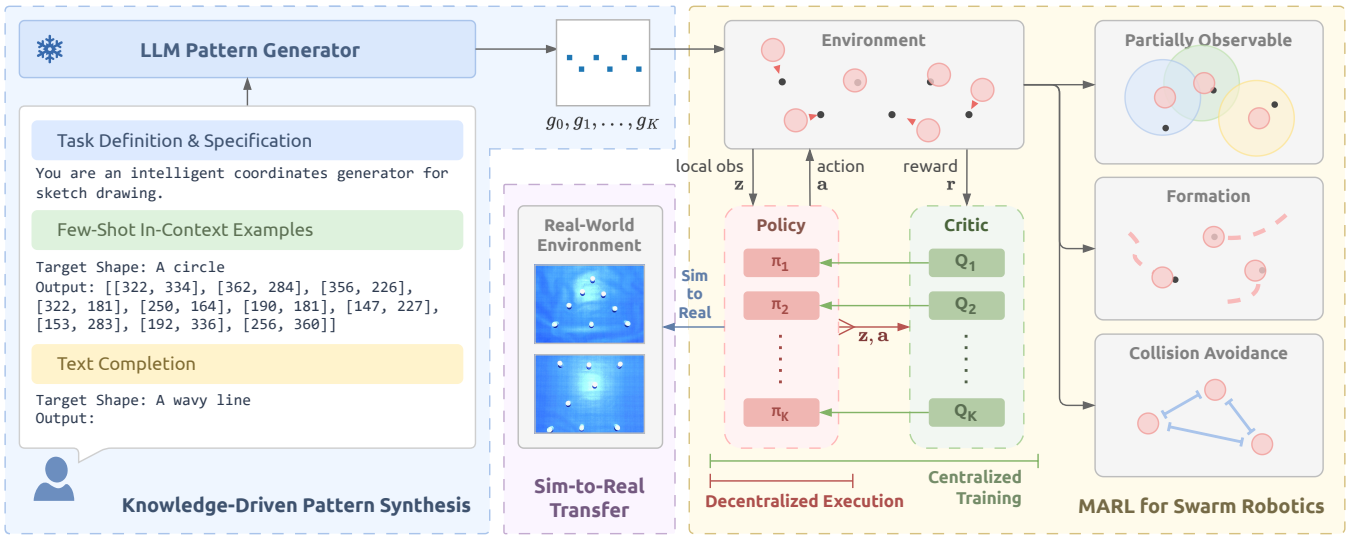 LLM Pattern Generator
Task Definition & Specification
You are an intelligent coordinates generator for
sketch drawing.
Few-Shot In-Context Examples
Target Shape: A circle
Output: [[322, 334], [362, 284], [356, 226],
[322, 181], [250, 164], [190, 181], [147, 227],
[153, 283], [192, 336], [256, 360]]
Text Completion
Target Shape: A wavy line
Output:
Knowledge-Driven Pattern Synthesis
g₀, g₁, . . . , g_K
Real-World
Environment
Sim-to-Real
Transfer
Sim
to
Real
Environment
local obs
z
action
a
reward
r
Policy
π₁
π₂
π_K
Critic
Q₁
Q₂
Q_K
z, a
Centralized
Training
Decentralized Execution
Partially Observable
Formation
Collision Avoidance
MARL for Swarm Robotics